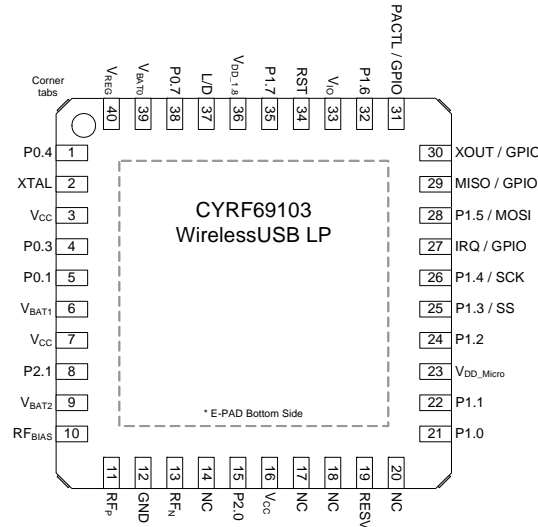 Corner
tabs
VREG
VBAT0
P0.7
L/D
VDD_1.8
P1.7
RST
VIO
P1.6
PACTL / GPIO
40
39
38
37
36
35
34
33
32
31
P0.4 1
XTAL 2
VCC 3
P0.3 4
P0.1 5
VBAT1 6
VCC 7
P2.1 8
VBAT2 9
RFBIAS 10
CYRF69103
WirelessUSB LP
* E-PAD Bottom Side
30 XOUT / GPIO
29 MISO / GPIO
28 P1.5 / MOSI
27 IRQ / GPIO
26 P1.4 / SCK
25 P1.3 / SS
24 P1.2
23 VDD_Micro
22 P1.1
21 P1.0
11
12
13
14
15
16
17
18
19
20
RFP
GND
RFN
NC
P2.0
VCC
NC
NC
RESV
NC